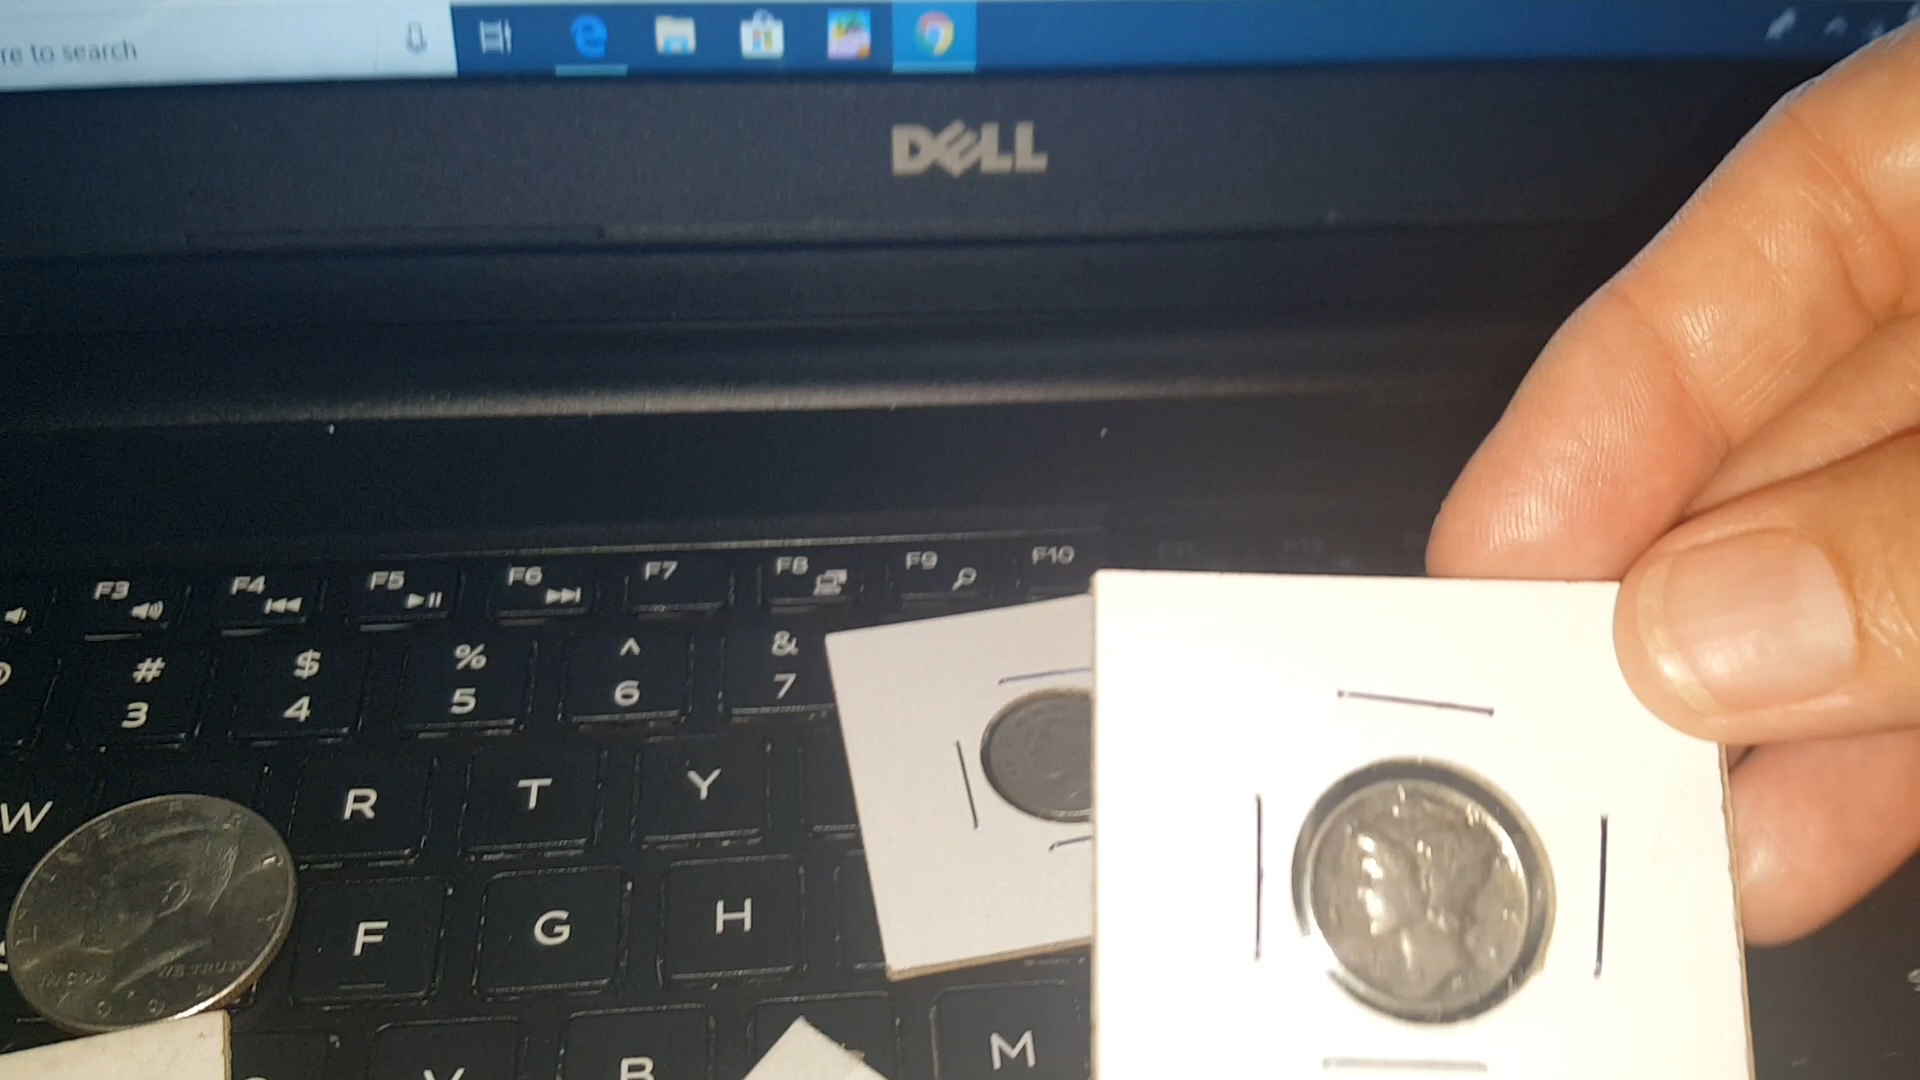 re to search
DELL
F3 F4 F5 F6 F7 F8 F9 F10
# $ % ^ &
3 4 5 6 7
W R T Y
F G H
WE TRUST
B M